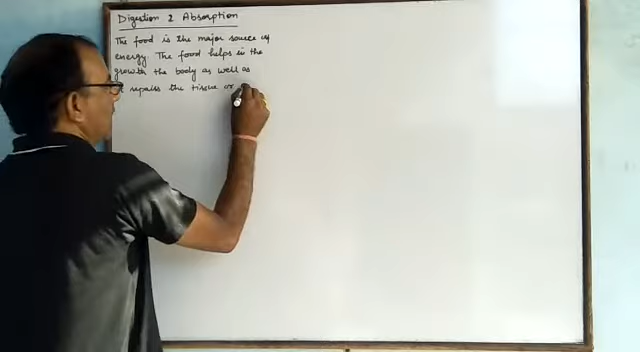 Digestion & Absorption
The food is the major source of
energy. The food helps in the
growth the body as well as
repairs the tissue or